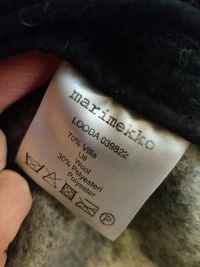 marimekko
LOODA 039822
70% Villa
Ull
Wool
30% Polyesteri
Polyester